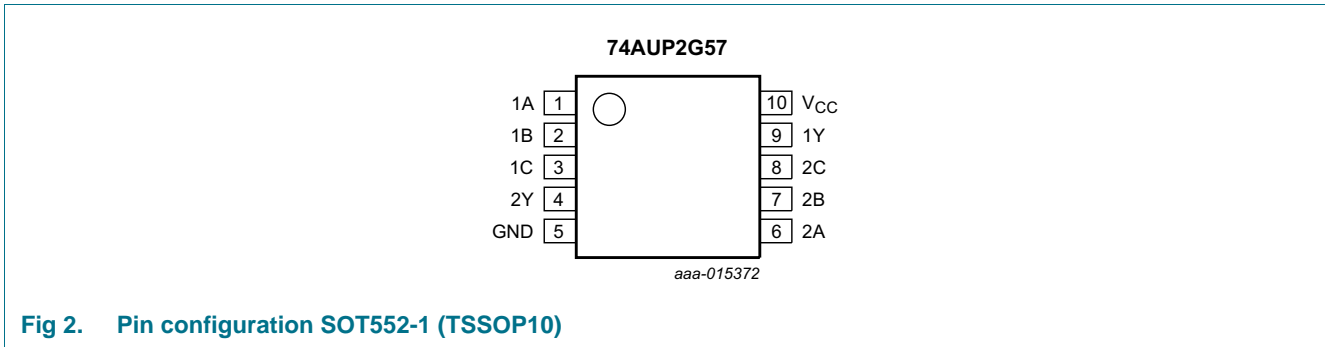 74AUP2G57
1A 1 10 VCC
1B 2 9 1Y
1C 3 8 2C
2Y 4 7 2B
GND 5 6 2A
aaa-015372
Fig 2. Pin configuration SOT552-1 (TSSOP10)